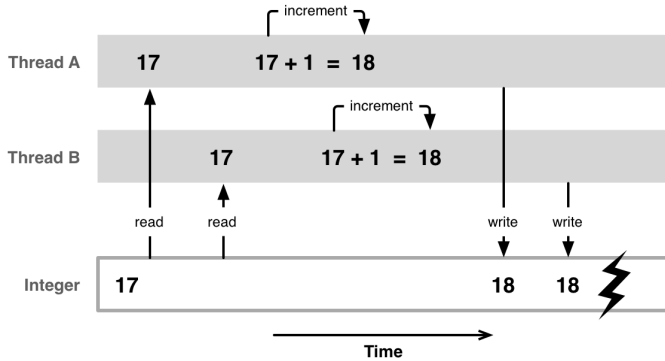 increment
Thread A 17 17 + 1 = 18
increment
Thread B 17 17 + 1 = 18
read read write write
Integer 17 18 18
Time